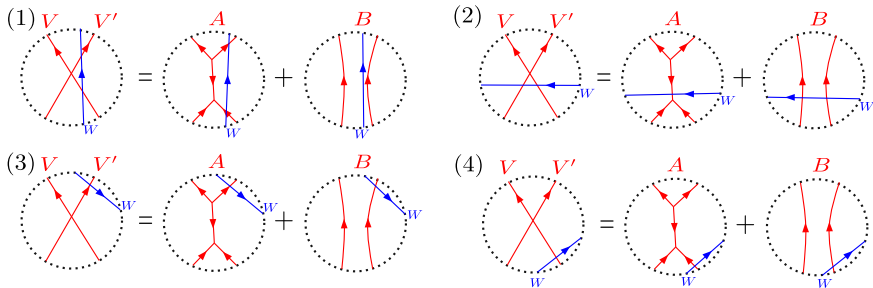 (1) V V′ A B
= +
W W W
(2) V V′ A B
= +
W W W
(3) V V′ A B
W W W
= +
(4) V V′ A B
= +
W W W